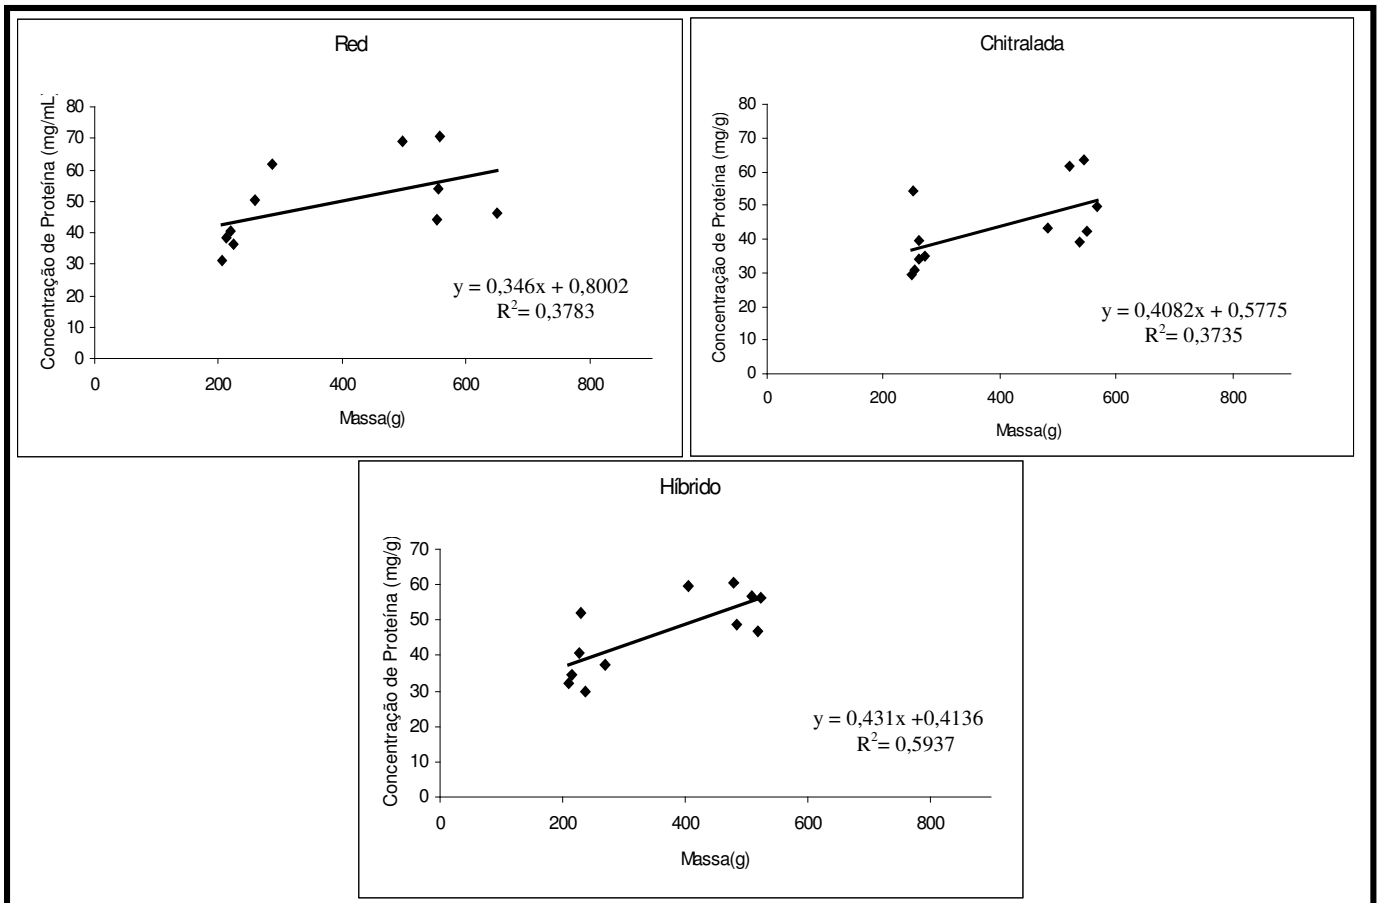 Red
Concentração de Proteína (mg/mL)
80
70
60
50
40
30
20
10
0
0 200 400 600 800
Massa(g)
y = 0,346x + 0,8002
R²= 0,3783
Chitralada
Concentração de Proteína (mg/g)
80
70
60
50
40
30
20
10
0
0 200 400 600 800
Massa(g)
y = 0,4082x + 0,5775
R²= 0,3735
Híbrido
Concentração de Proteína (mg/g)
70
60
50
40
30
20
10
0
0 200 400 600 800
Massa(g)
y = 0,431x +0,4136
R²= 0,5937